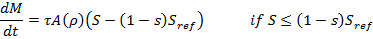 dM/dt = τA(ρ)(S − (1 − s)S_ref)    if S ≤ (1 − s)S_ref